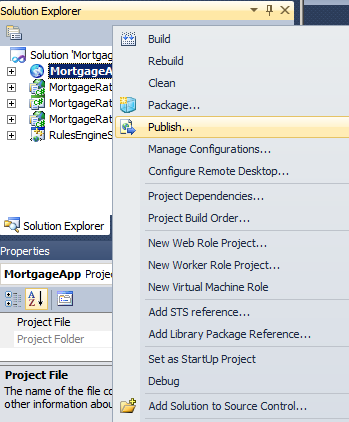 Solution Explorer
Solution 'Mortgag
MortgageA
MortgageRat
MortgageRat
MortgageRat
RulesEngineS
Solution Explorer
Properties
MortgageApp Projec
Project File
Project Folder
Project File
The name of the file co
other information abou
Build
Rebuild
Clean
Package...
Publish...
Manage Configurations...
Configure Remote Desktop...
Project Dependencies...
Project Build Order...
New Web Role Project...
New Worker Role Project...
New Virtual Machine Role
Add STS reference...
Add Library Package Reference...
Set as StartUp Project
Debug
Add Solution to Source Control...